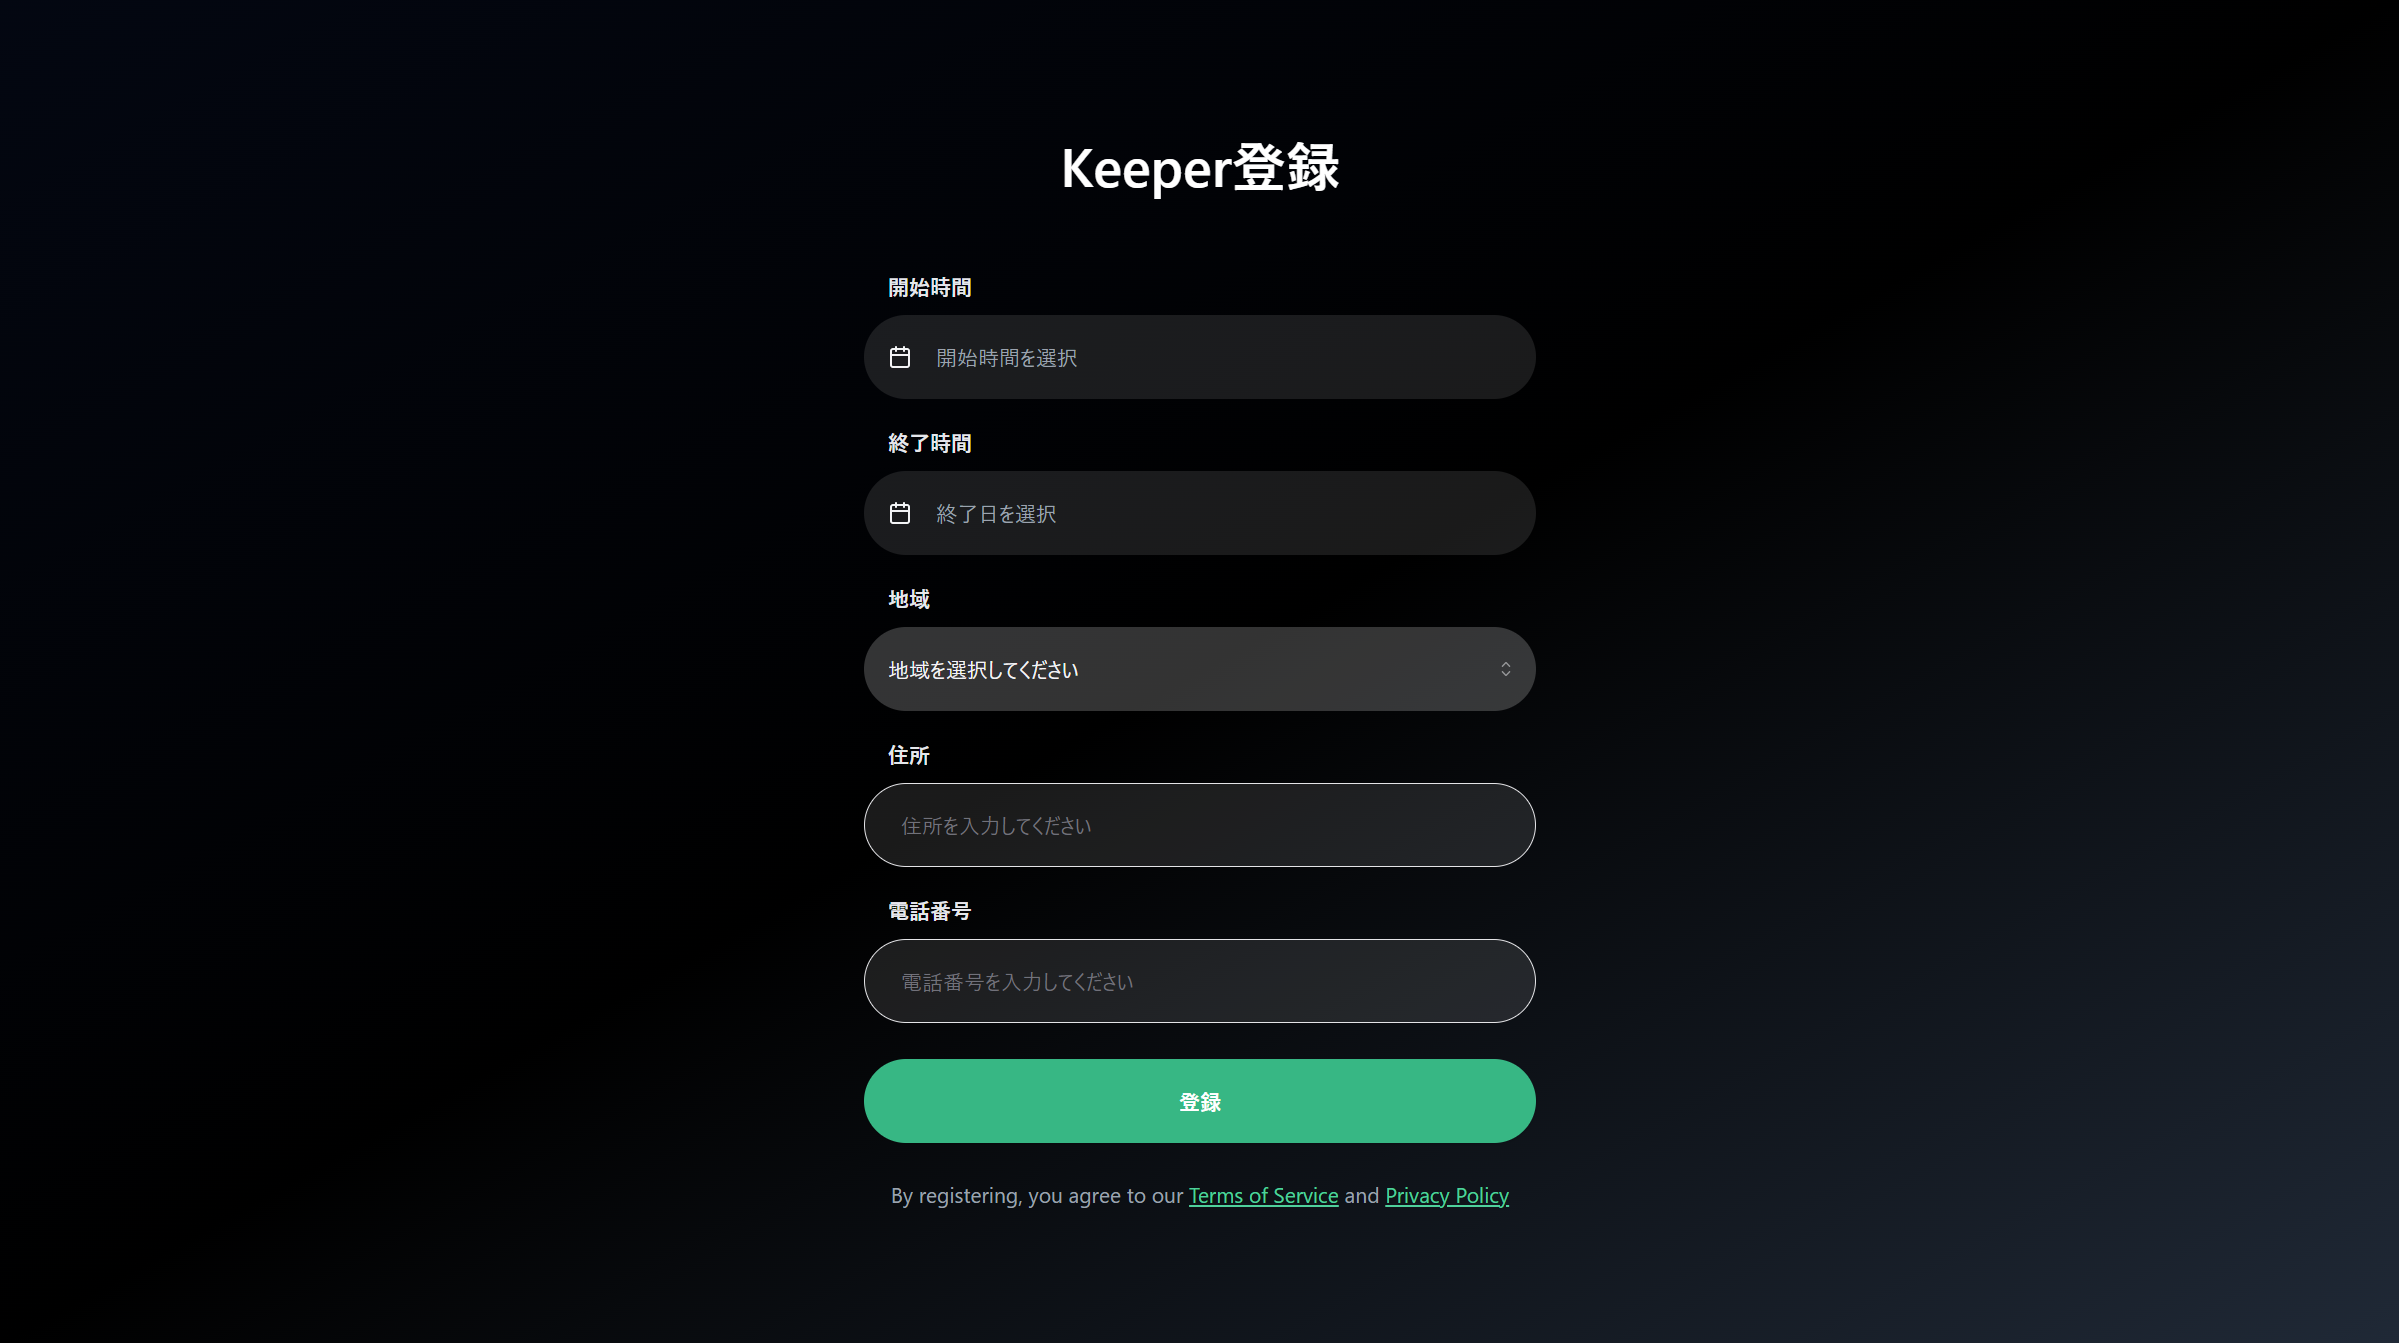 Keeper登録
開始時間
開始時間を選択
終了時間
終了日を選択
地域
地域を選択してください
住所
住所を入力してください
電話番号
電話番号を入力してください
登録
By registering, you agree to our Terms of Service and Privacy Policy